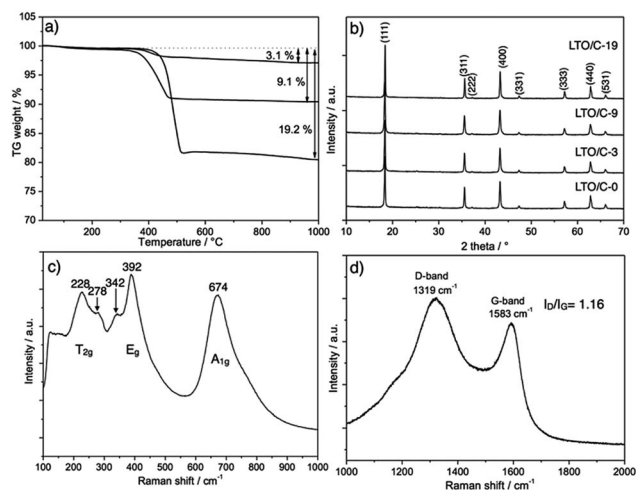 a)
TG weight / %
100
95
90
85
80
75
70
3.1 %
9.1 %
19.2 %
200
400
600
800
1000
Temperature / °C
b)
Intensity / a.u.
(111)
(311)
(222)
(400)
(331)
(333)
(440)
(531)
LTO/C-19
LTO/C-9
LTO/C-3
LTO/C-0
10
20
30
40
50
60
70
2 theta / °
c)
Intensity / a.u.
228
278
342
392
674
T2g
Eg
A1g
100
200
300
400
500
600
700
800
900
1000
Raman shift / cm-1
d)
Intensity / a.u.
D-band
1319 cm-1
G-band
1583 cm-1
ID/IG= 1.16
1000
1200
1400
1600
1800
2000
Raman shift / cm-1